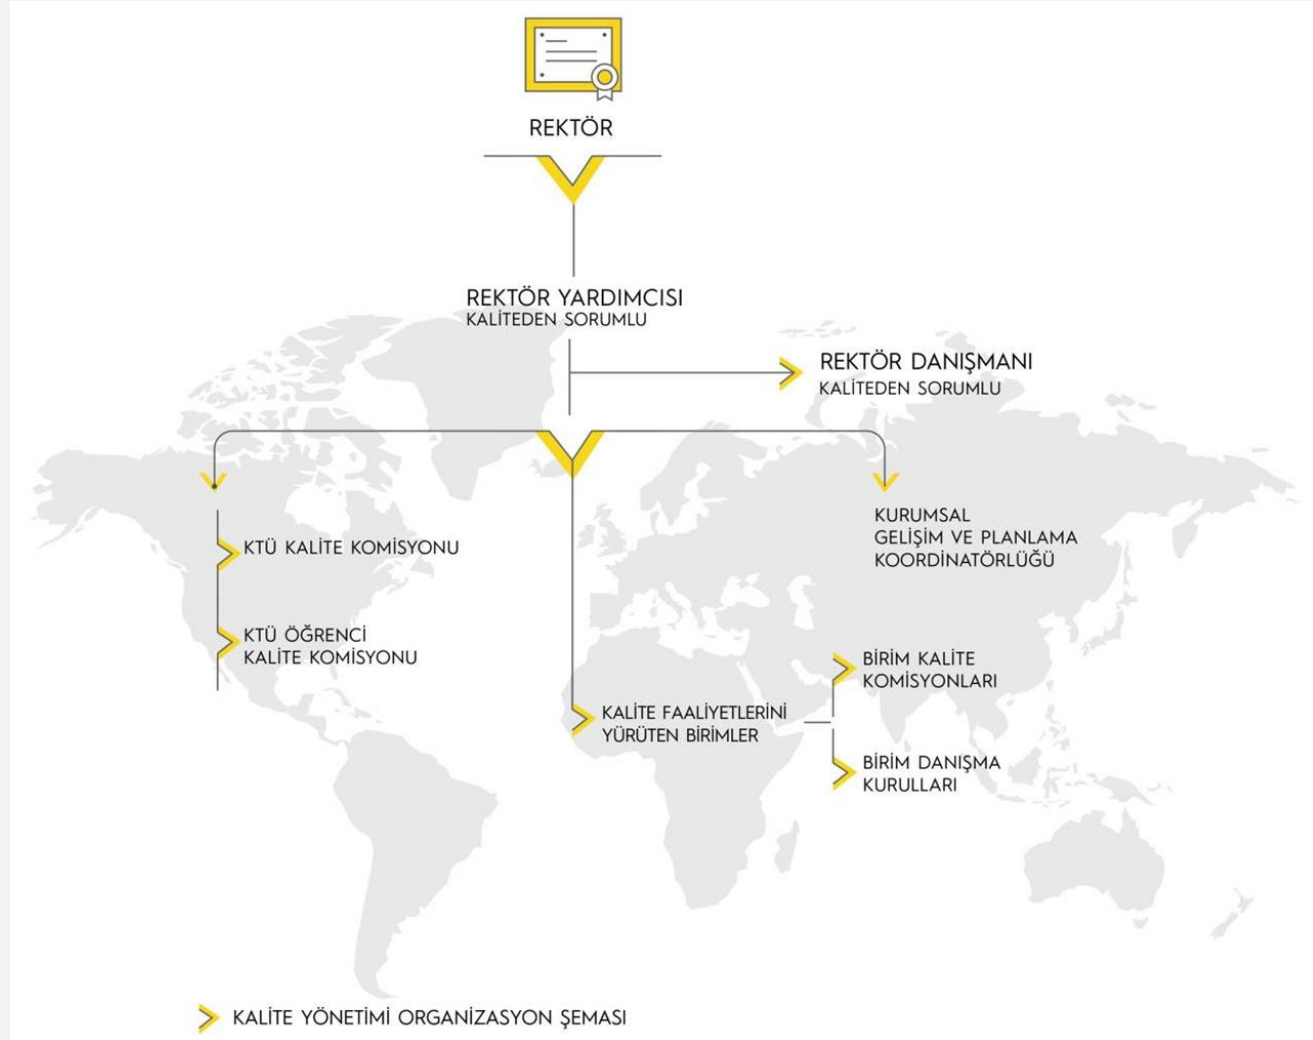 REKTÖR
REKTÖR YARDIMCISI
KALİTEDEN SORUMLU
REKTÖR DANIŞMANI
KALİTEDEN SORUMLU
KTÜ KALİTE KOMİSYONU
KTÜ ÖĞRENCİ
KALİTE KOMİSYONU
KURUMSAL
GELİŞİM VE PLANLAMA
KOORDİNATÖRLÜĞÜ
KALİTE FAALİYETLERİNİ
YÜRÜTEN BİRİMLER
BİRİM KALİTE
KOMİSYONLARI
BİRİM DANIŞMA
KURULLARI
KALİTE YÖNETİMİ ORGANİZASYON ŞEMASI